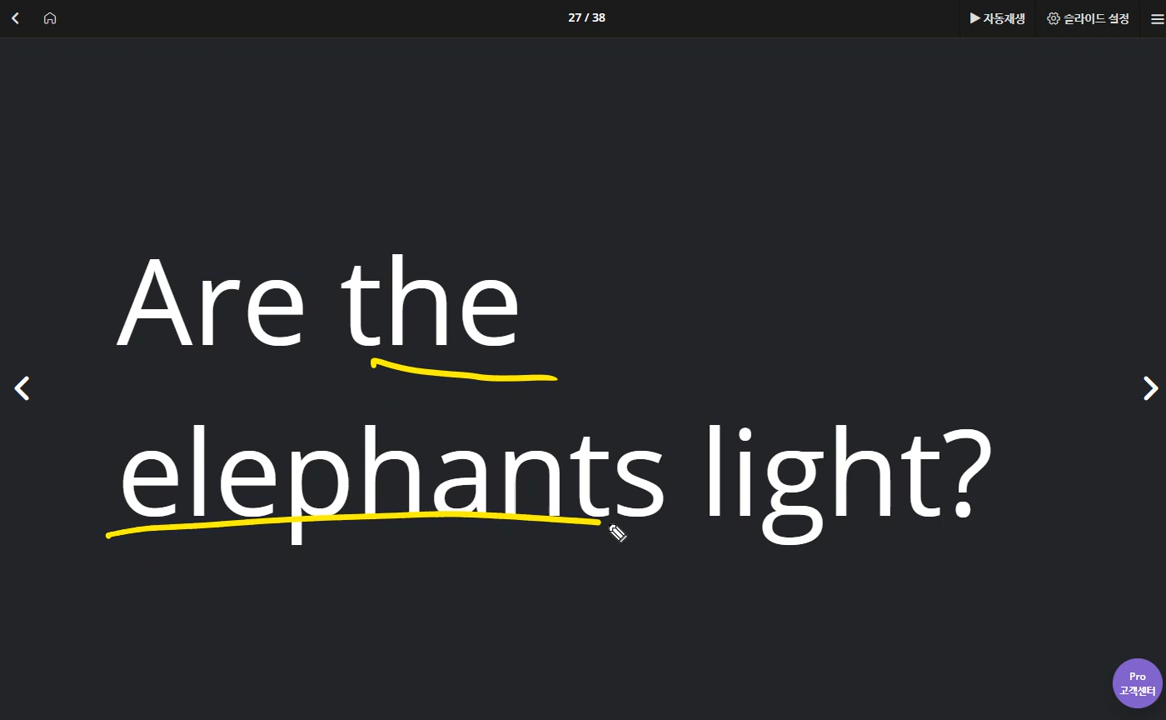 27 / 38
▶ 자동재생
슬라이드 설정
Are the
elephants light?
Pro
고객센터